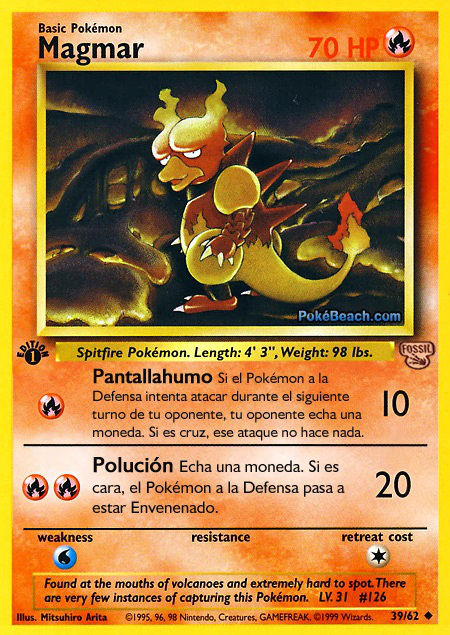 Basic Pokémon
Magmar
70 HP
PokéBeach.com
EDITION
1
FOSSIL
Spitfire Pokémon. Length: 4' 3", Weight: 98 lbs.
Pantallahumo Si el Pokémon a la
Defensa intenta atacar durante el siguiente
turno de tu oponente, tu oponente echa una
moneda. Si es cruz, ese ataque no hace nada.
10
Polución Echa una moneda. Si es
cara, el Pokémon a la Defensa pasa a
estar Envenenado.
20
weakness
resistance
retreat cost
Found at the mouths of volcanoes and extremely hard to spot. There
are very few instances of capturing this Pokémon. LV. 31 #126
Illus. Mitsuhiro Arita ©1995, 96, 98 Nintendo, Creatures, GAMEFREAK. ©1999 Wizards. 39/62